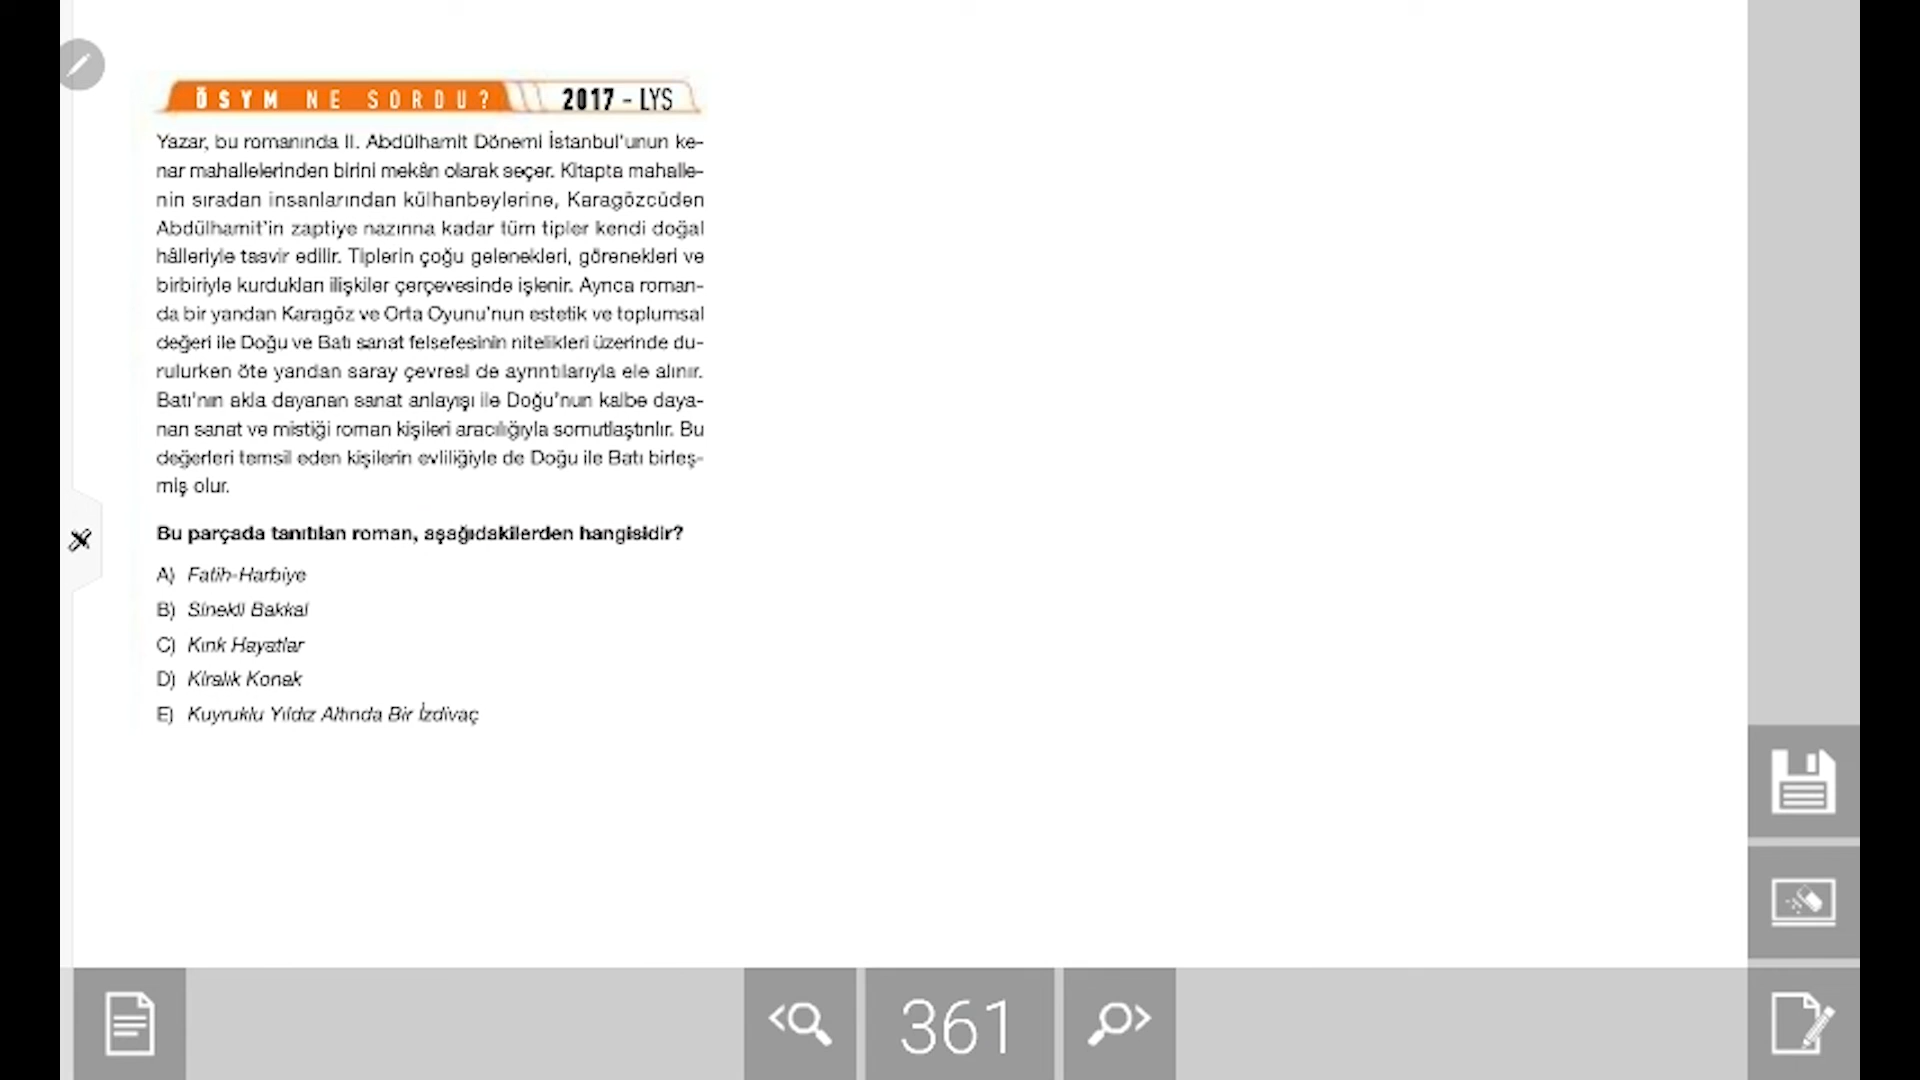 ÖSYM NE SORDU? 2017 - LYS
Yazar, bu romanında II. Abdülhamit Dönemi İstanbul'unun ke-
nar mahallelerinden birini mekân olarak seçer. Kitapta mahalle-
nin sıradan insanlarından külhanbeylerine, Karagözcüden
Abdülhamit'in zaptiye nazırına kadar tüm tipler kendi doğal
hâlleriyle tasvir edilir. Tiplerin çoğu gelenekleri, görenekleri ve
birbiriyle kurdukları ilişkiler çerçevesinde işlenir. Ayrıca roman-
da bir yandan Karagöz ve Orta Oyunu'nun estetik ve toplumsal
değeri ile Doğu ve Batı sanat felsefesinin nitelikleri üzerinde du-
rulurken öte yandan saray çevresi de ayrıntılarıyla ele alınır.
Batı'nın akla dayanan sanat anlayışı ile Doğu'nun kalbe daya-
nan sanat ve mistiği roman kişileri aracılığıyla somutlaştırılır. Bu
değerleri temsil eden kişilerin evliliğiyle de Doğu ile Batı birleş-
miş olur.
Bu parçada tanıtılan roman, aşağıdakilerden hangisidir?
A) Fatih-Harbiye
B) Sinekli Bakkal
C) Kırık Hayatlar
D) Kiralık Konak
E) Kuyruklu Yıldız Altında Bir İzdivaç
361